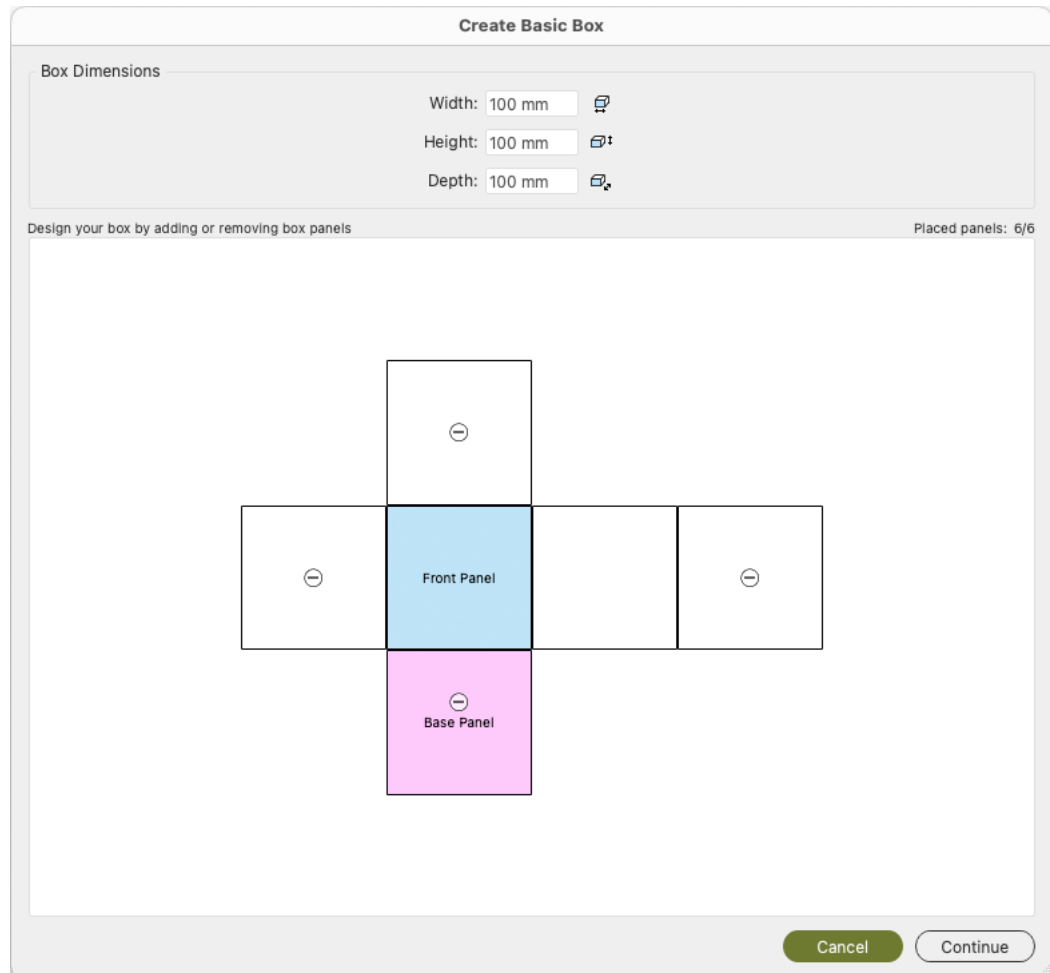 Create Basic Box
Box Dimensions
Width: 100 mm
Height: 100 mm
Depth: 100 mm
Design your box by adding or removing box panels Placed panels: 6/6
Front Panel
Base Panel
Cancel Continue